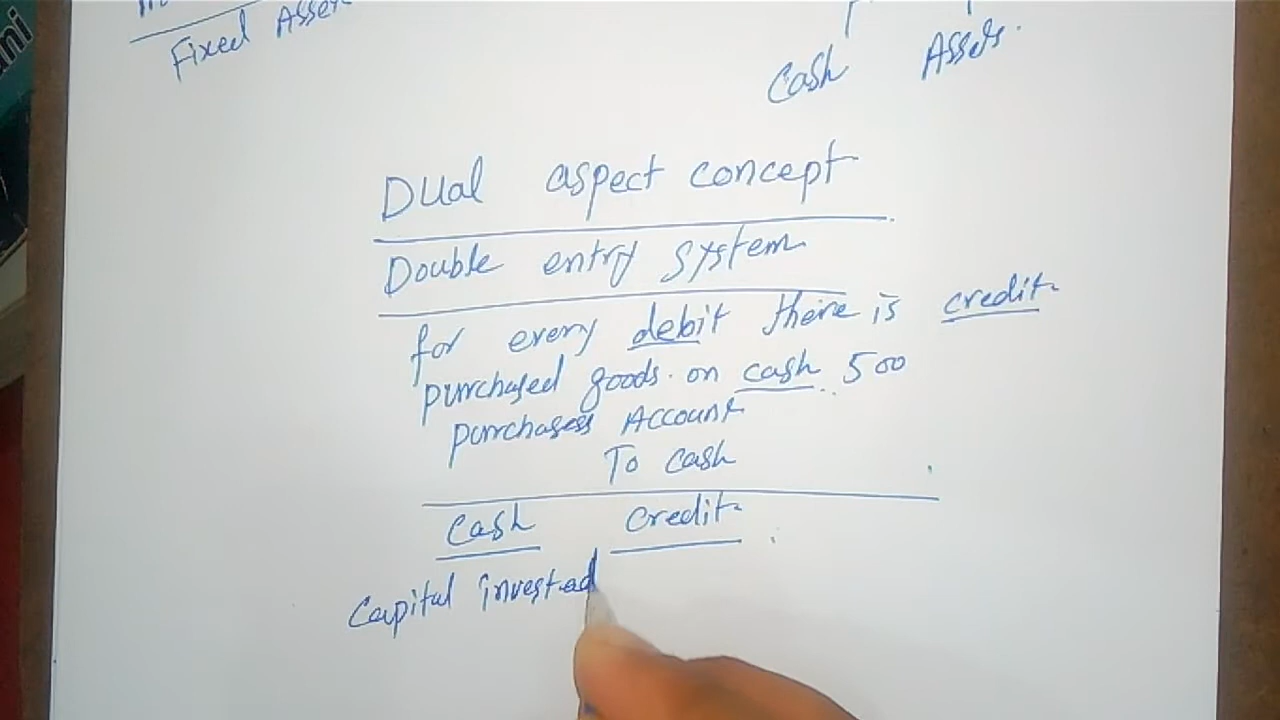 Fixed Assets
Cash Assets.
Dual aspect concept
Double entry system
for every debit there is credit
purchased goods. on cash 500
purchases Account
To cash
Cash Credit
Capital invested